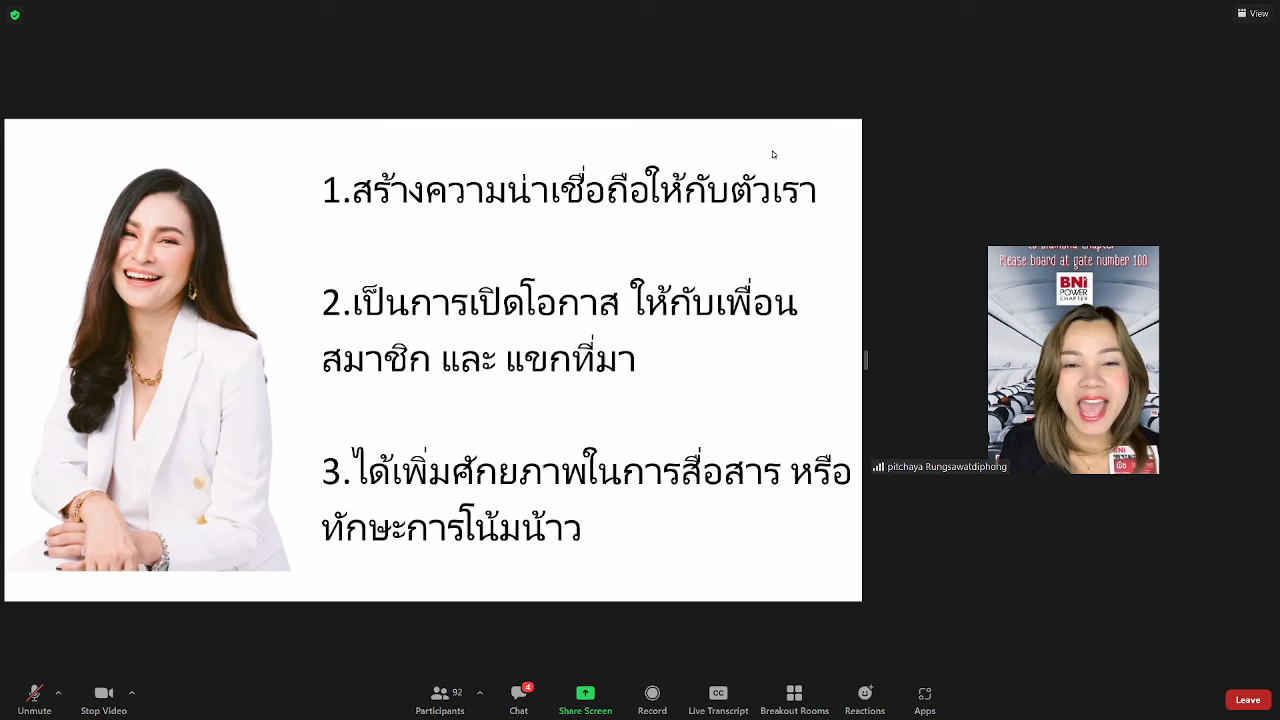 View
1.สร้างความน่าเชื่อถือให้กับตัวเรา
2.เป็นการเปิดโอกาส ให้กับเพื่อน
สมาชิก และ แขกที่มา
3.ได้เพิ่มศักยภาพในการสื่อสาร หรือ
ทักษะการโน้มน้าว
Please board at gate number 100
BNI
POWER
CHAPTER
พีช
pitchaya Rungsawatdiphong
Unmute
Stop Video
92
Participants
4
Chat
Share Screen
Record
CC
Live Transcript
Breakout Rooms
Reactions
Apps
Leave